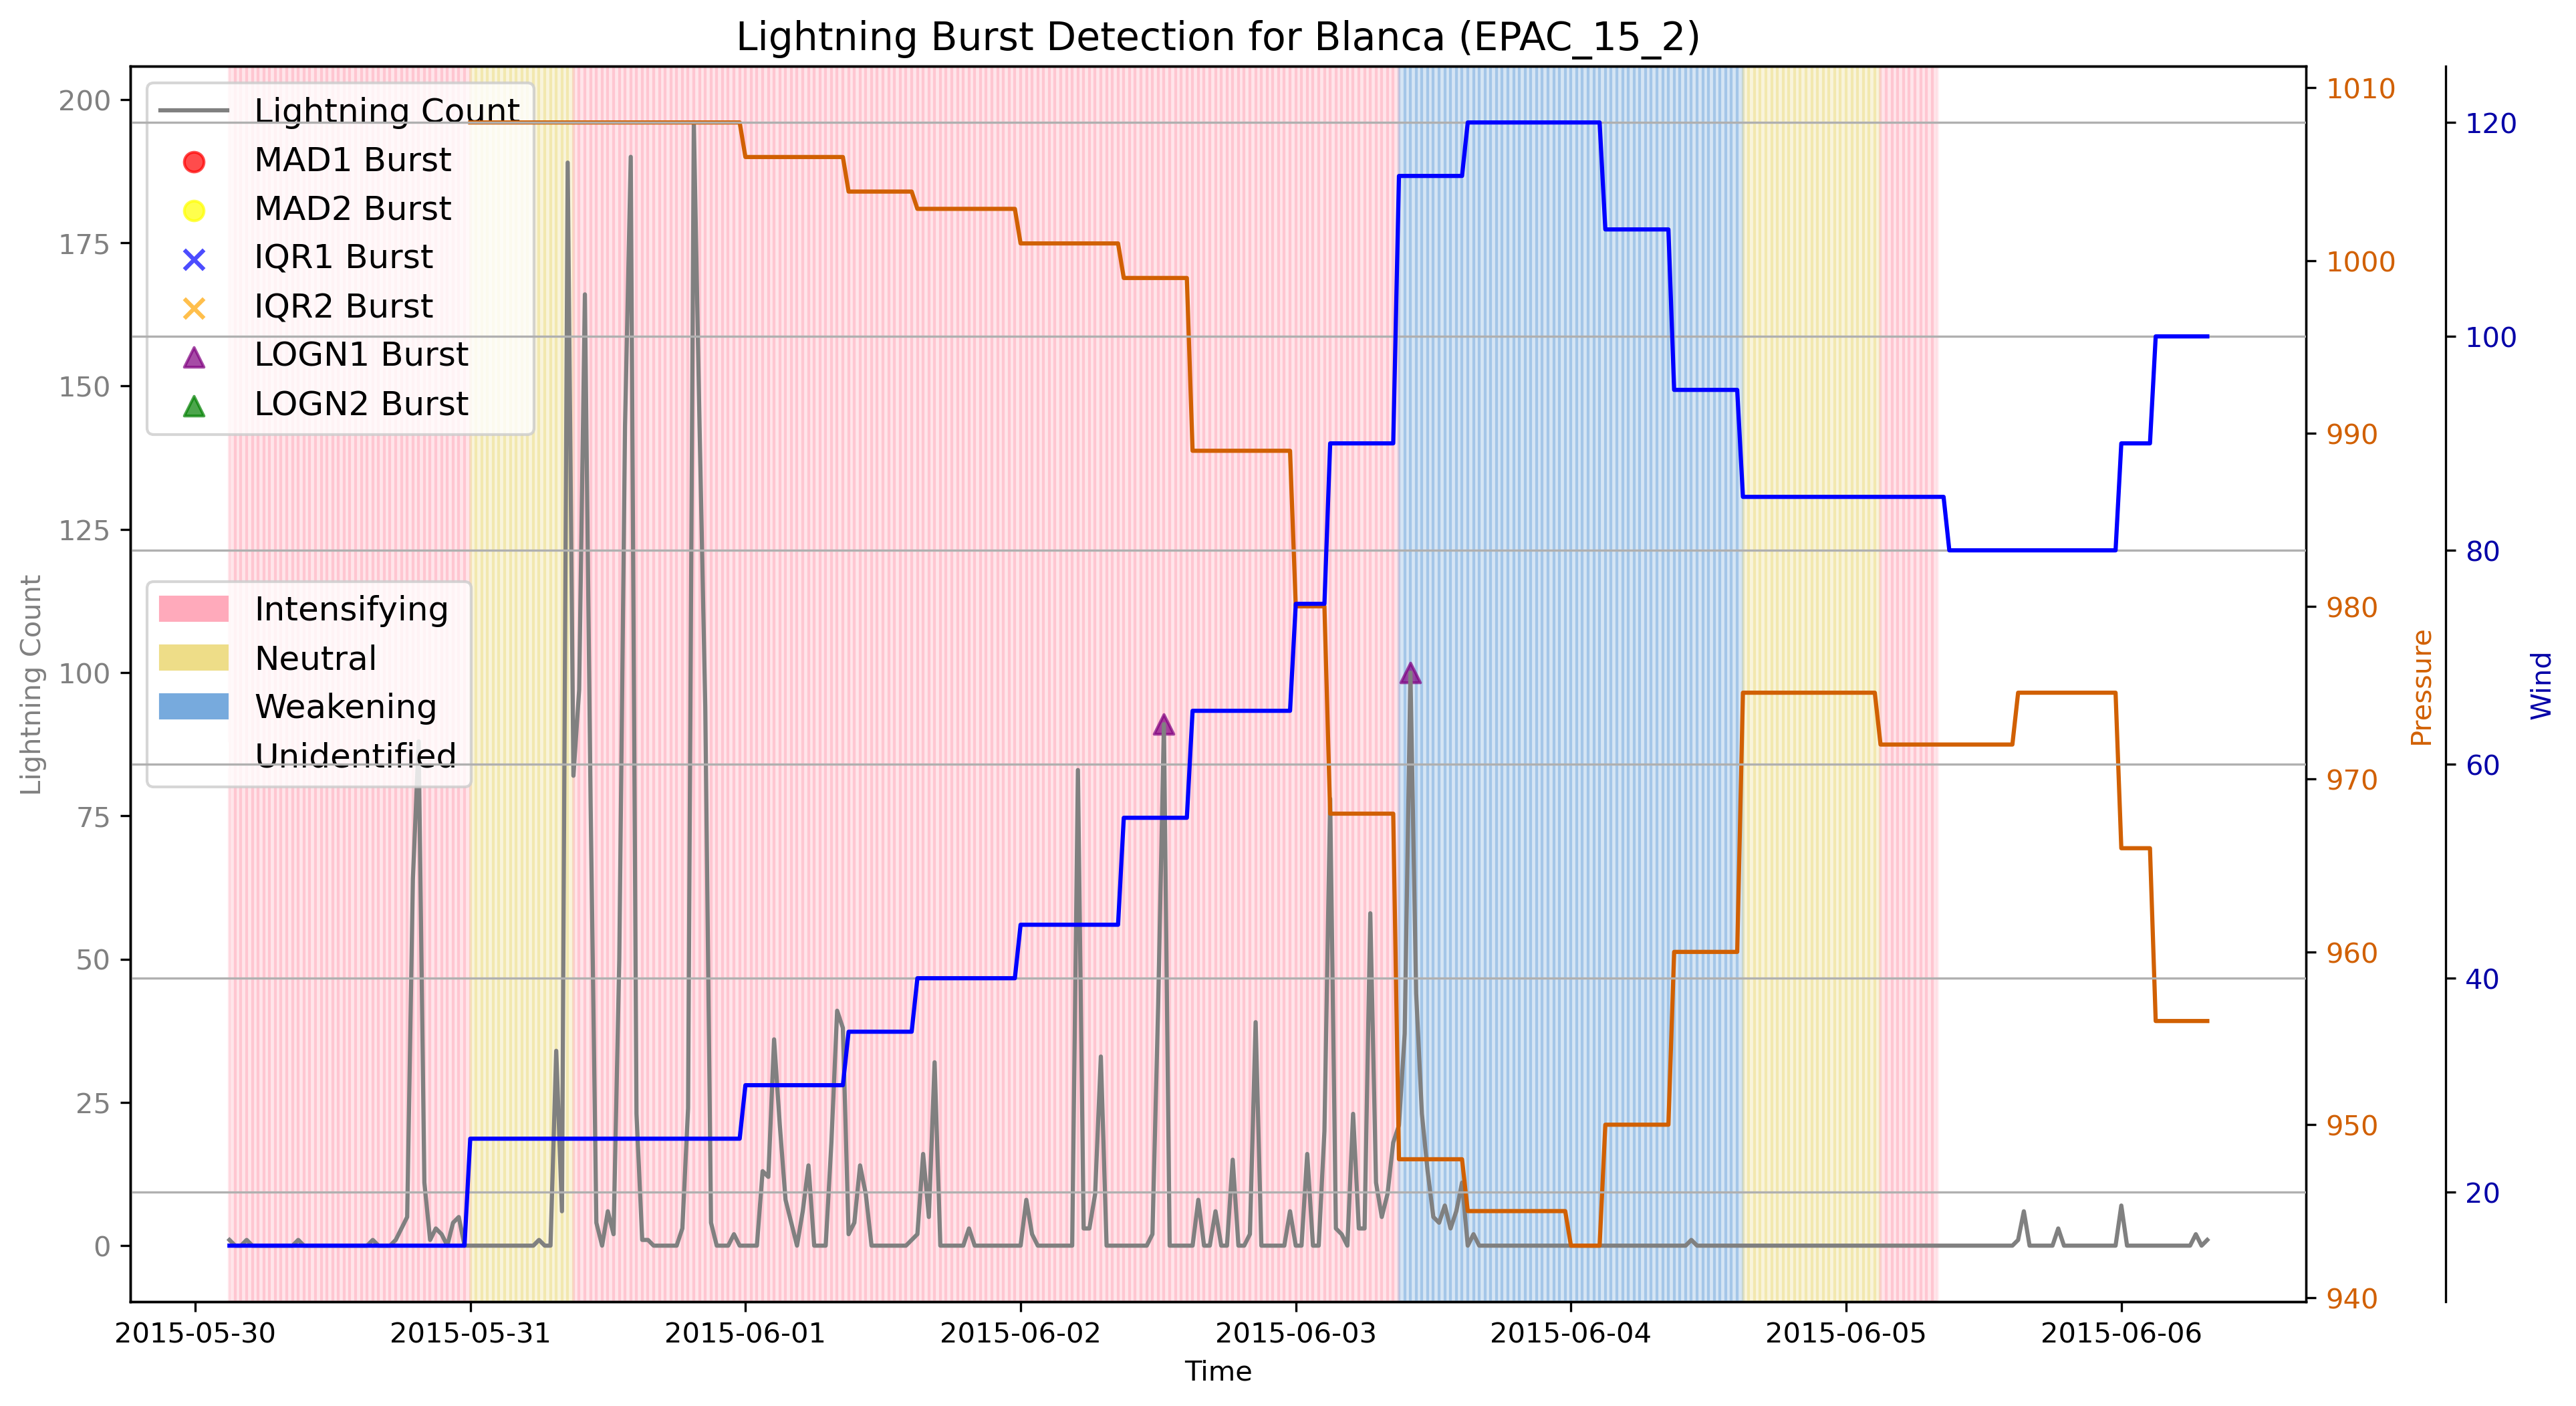 Lightning Burst Detection for Blanca (EPAC_15_2)
Lightning Count
MAD1 Burst
MAD2 Burst
IQR1 Burst
IQR2 Burst
LOGN1 Burst
LOGN2 Burst
Intensifying
Neutral
Weakening
Unidentified
Lightning Count
200
175
150
125
100
75
50
25
0
1010
1000
990
980
970
960
950
940
Pressure
120
100
80
60
40
20
Wind
2015-05-30
2015-05-31
2015-06-01
2015-06-02
2015-06-03
2015-06-04
2015-06-05
2015-06-06
Time